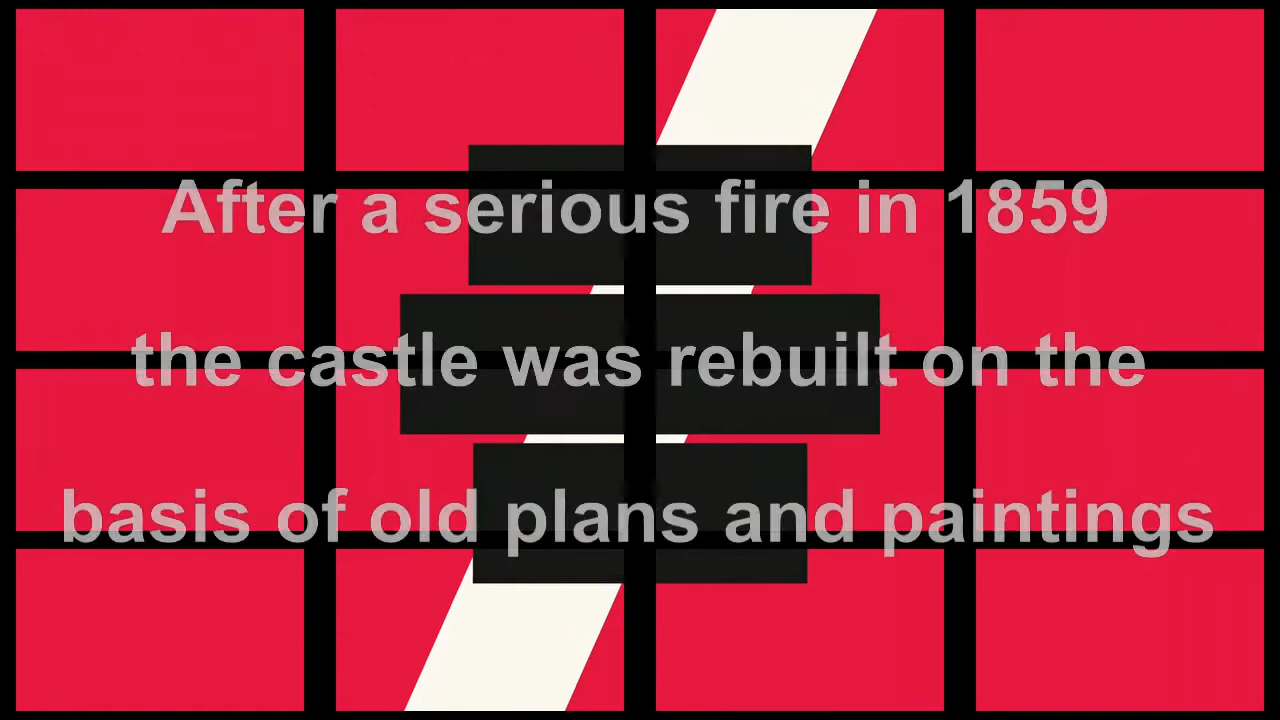 After a serious fire in 1859
the castle was rebuilt on the
basis of old plans and paintings